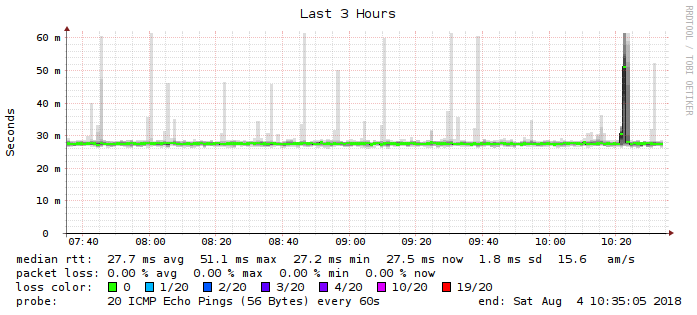 Last 3 Hours
RRDTOOL / TOBI OETIKER
Seconds
60 m
50 m
40 m
30 m
20 m
10 m
0
07:40 08:00 08:20 08:40 09:00 09:20 09:40 10:00 10:20
median rtt: 27.7 ms avg 51.1 ms max 27.2 ms min 27.5 ms now 1.8 ms sd 15.6 am/s
packet loss: 0.00 % avg 0.00 % max 0.00 % min 0.00 % now
loss color: 0 1/20 2/20 3/20 4/20 10/20 19/20
probe: 20 ICMP Echo Pings (56 Bytes) every 60s end: Sat Aug 4 10:35:05 2018